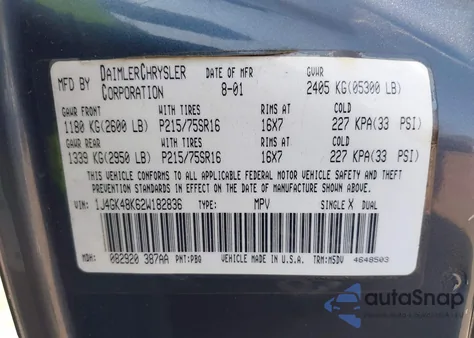 MFD BY DAIMLERCHRYSLER CORPORATION DATE OF MFR 8-01 GVWR 2405 KG(05300 LB)
GAWR FRONT WITH TIRES RIMS AT COLD
1180 KG(2600 LB) P215/75SR16 16X7 227 KPA(33 PSI)
GAWR REAR WITH TIRES RIMS AT COLD
1339 KG(2950 LB) P215/75SR16 16X7 227 KPA(33 PSI)
THIS VEHICLE CONFORMS TO ALL APPLICABLE FEDERAL MOTOR VEHICLE SAFETY
STANDARDS IN EFFECT ON THE DATE OF MANUFACTURE SHOWN ABOVE
VIN: 1J4GK48K62W182836 TYPE: MPV SINGLE X DUAL
MDH: 082920 387AA PNT:PBQ VEHICLE MADE IN U.S.A. TRM:M5DV 4648503
autoSnap